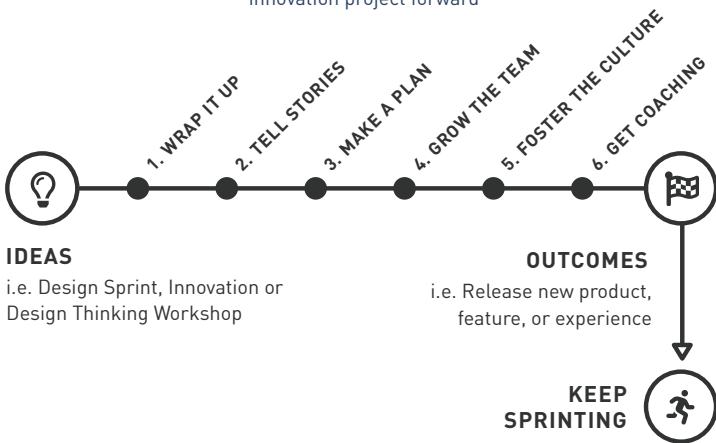 innovation project forward
1. WRAP IT UP
2. TELL STORIES
3. MAKE A PLAN
4. GROW THE TEAM
5. FOSTER THE CULTURE
6. GET COACHING
IDEAS
i.e. Design Sprint, Innovation or
Design Thinking Workshop
OUTCOMES
i.e. Release new product,
feature, or experience
KEEP
SPRINTING